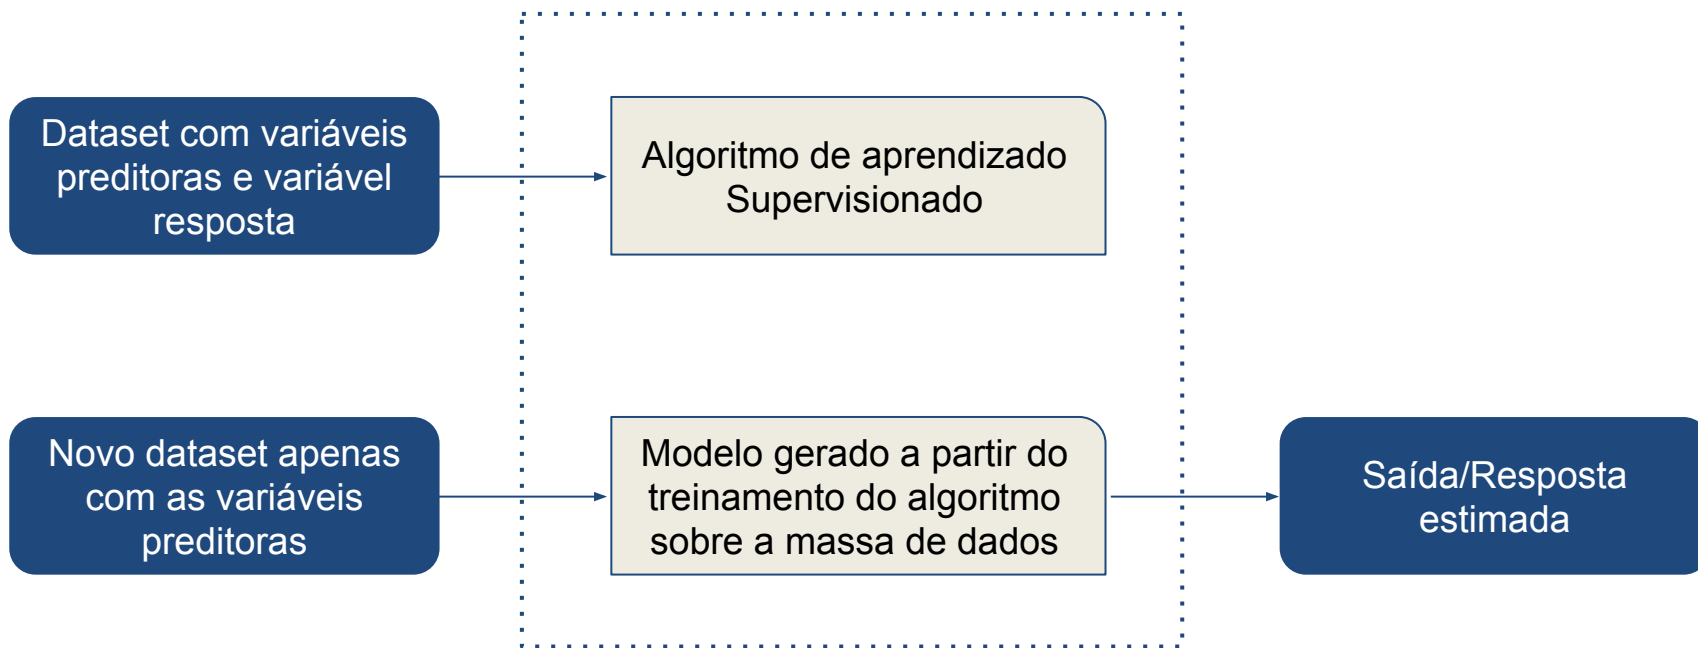 Dataset com variáveis
preditoras e variável
resposta
Algoritmo de aprendizado
Supervisionado
Novo dataset apenas
com as variáveis
preditoras
Modelo gerado a partir do
treinamento do algoritmo
sobre a massa de dados
Saída/Resposta
estimada